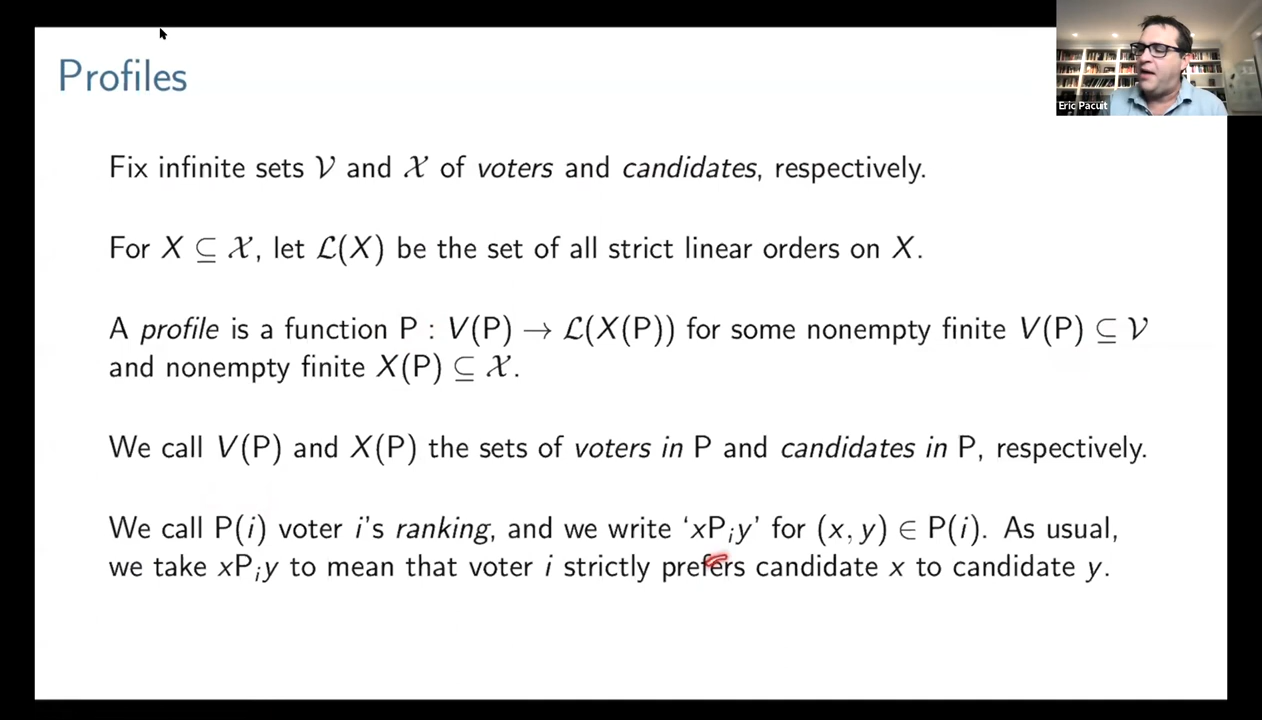 Profiles
Eric Pacuit
Fix infinite sets 𝒱 and 𝒳 of voters and candidates, respectively.
For X ⊆ 𝒳, let ℒ(X) be the set of all strict linear orders on X.
A profile is a function P : V(P) → ℒ(X(P)) for some nonempty finite V(P) ⊆ 𝒱
and nonempty finite X(P) ⊆ 𝒳.
We call V(P) and X(P) the sets of voters in P and candidates in P, respectively.
We call P(i) voter i's ranking, and we write ‘xPᵢy’ for (x, y) ∈ P(i). As usual,
we take xPᵢy to mean that voter i strictly prefers candidate x to candidate y.